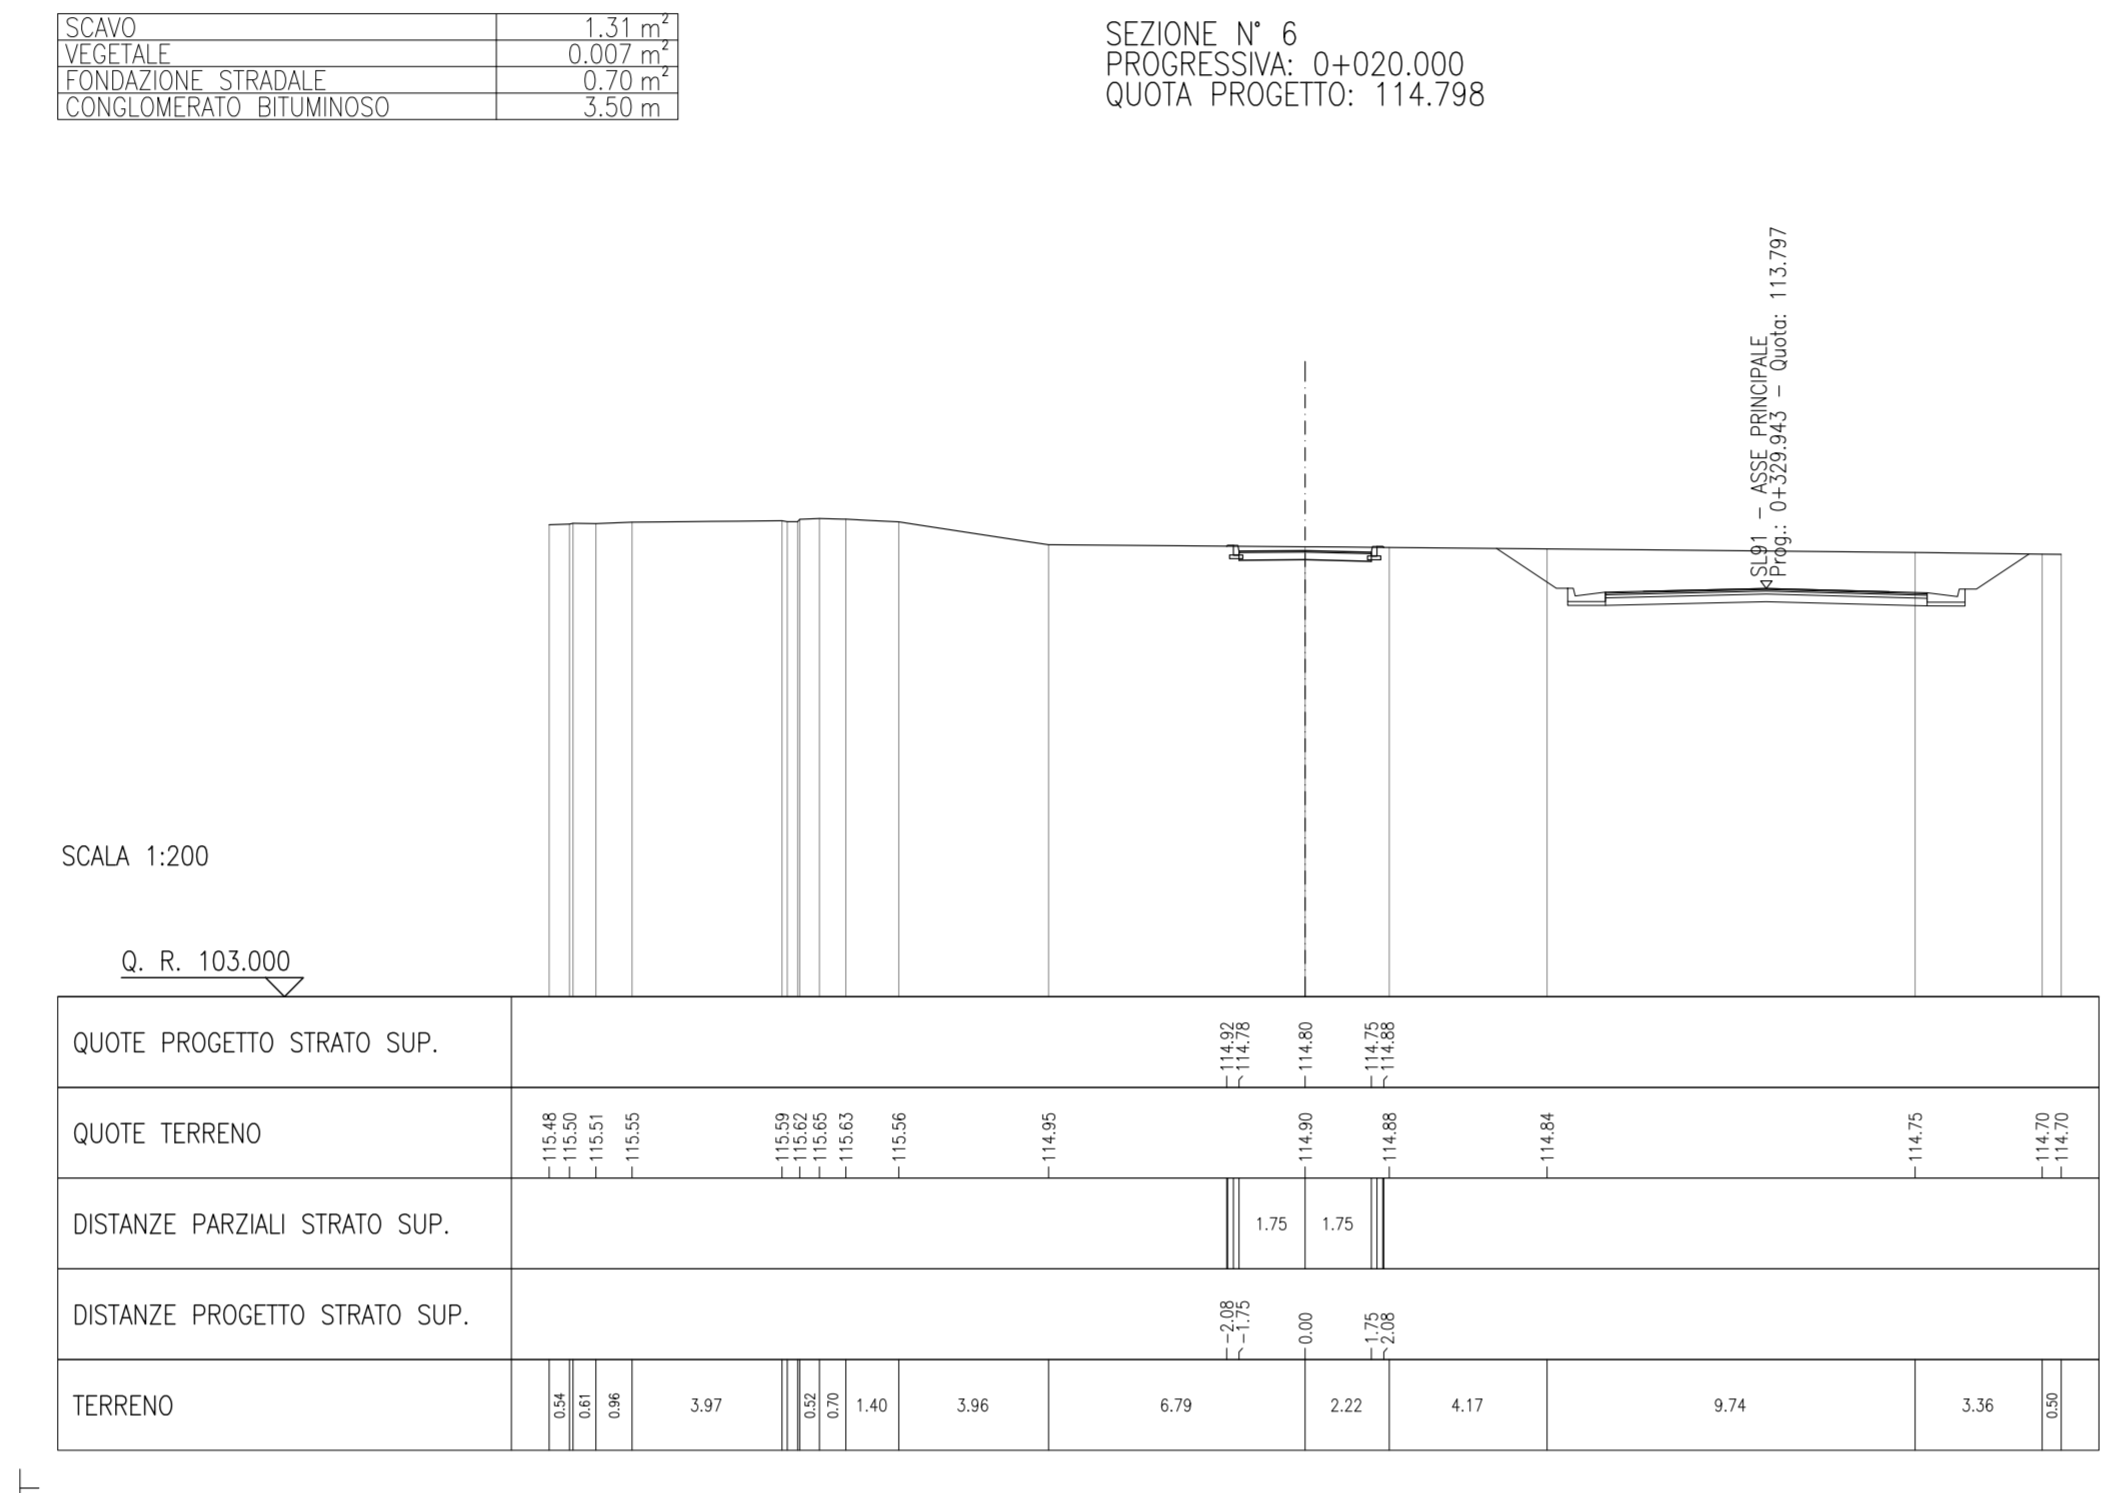 SCAVO 1.31 m²
VEGETALE 0.007 m²
FONDAZIONE STRADALE 0.70 m²
CONGLOMERATO BITUMINOSO 3.50 m
SEZIONE N° 6
PROGRESSIVA: 0+020.000
QUOTA PROGETTO: 114.798
SL91 - ASSE PRINCIPALE
Prog.: 0+329.943 - Quota: 113.797
SCALA 1:200
Q. R. 103.000
QUOTE PROGETTO STRATO SUP. 114.92 114.78 114.80 114.75 114.88
QUOTE TERRENO 115.48 115.50 115.51 115.55 115.59 115.62 115.65 115.63 115.56 114.95 114.90 114.88 114.84 114.75 114.70 114.70
DISTANZE PARZIALI STRATO SUP. 1.75 1.75
DISTANZE PROGETTO STRATO SUP. -2.08 -1.75 0.00 1.75 2.08
TERRENO 0.54 0.61 0.96 3.97 0.52 0.70 1.40 3.96 6.79 2.22 4.17 9.74 3.36 0.50